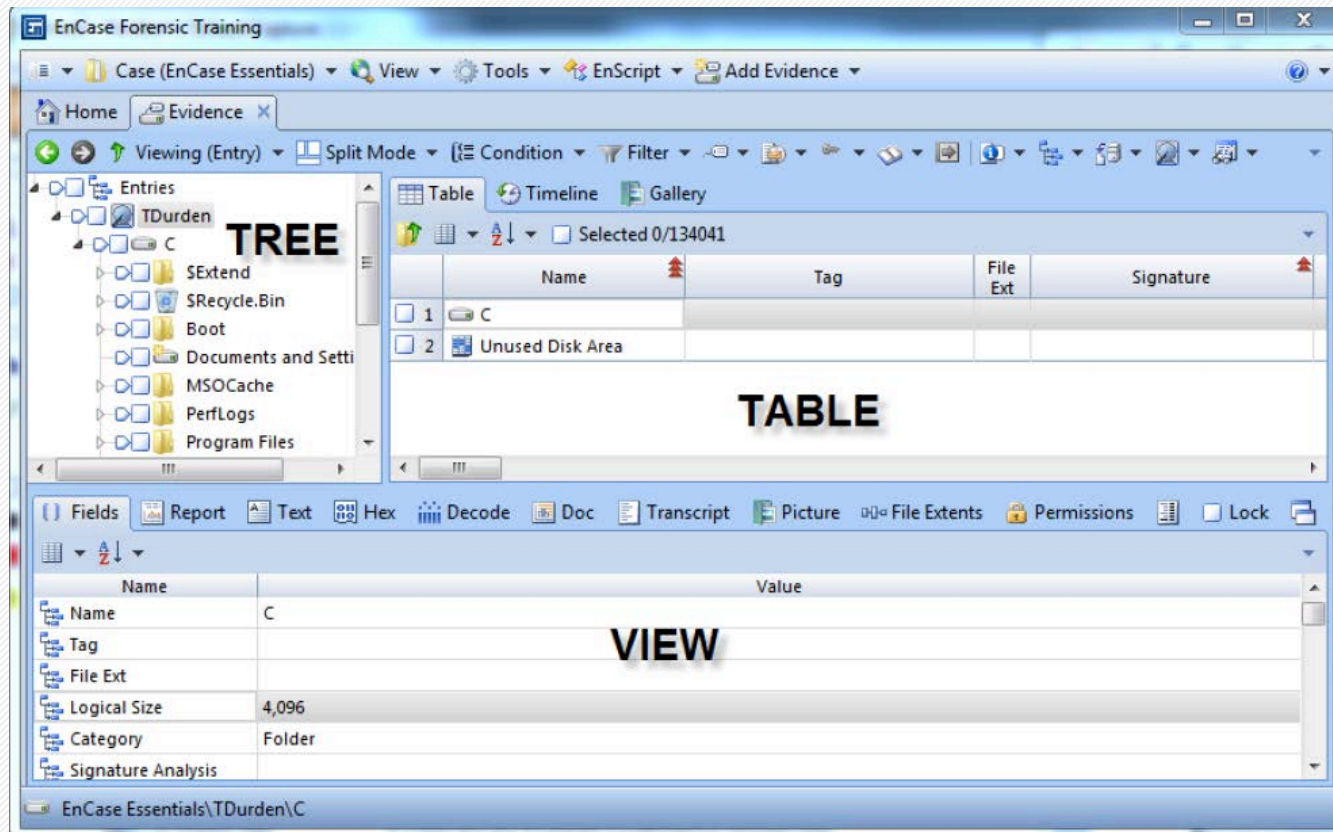 EnCase Forensic Training
Case (EnCase Essentials) View Tools EnScript Add Evidence
Home Evidence
Viewing (Entry) Split Mode Condition Filter
Entries
TDurden
C
$Extend
$Recycle.Bin
Boot
Documents and Setti
MSOCache
PerfLogs
Program Files
TREE
Table Timeline Gallery
Selected 0/134041
Name Tag File Ext Signature
1 C
2 Unused Disk Area
TABLE
Fields Report Text Hex Decode Doc Transcript Picture File Extents Permissions Lock
Name Value
Name C
Tag
File Ext
Logical Size 4,096
Category Folder
Signature Analysis
VIEW
EnCase Essentials\TDurden\C